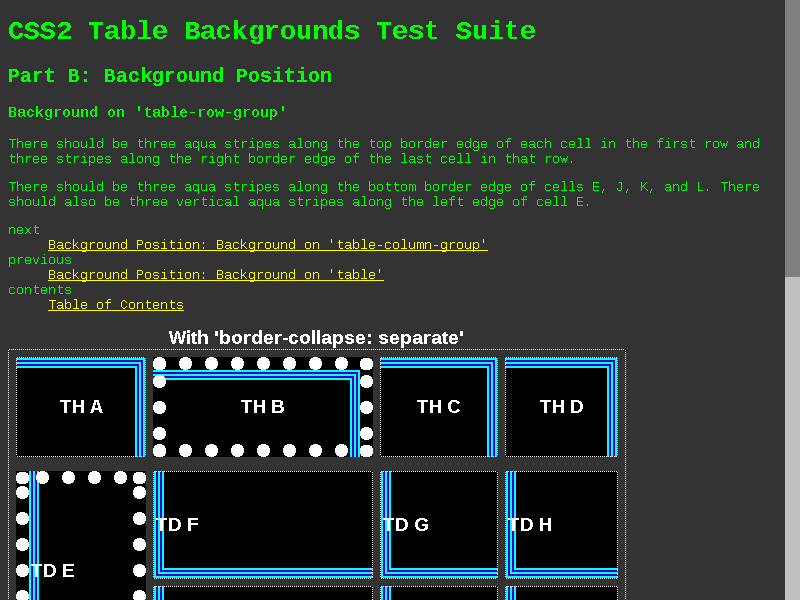 CSS2 Table Backgrounds Test Suite
Part B: Background Position
Background on 'table-row-group'
There should be three aqua stripes along the top border edge of each cell in the first row and
three stripes along the right border edge of the last cell in that row.
There should be three aqua stripes along the bottom border edge of cells E, J, K, and L. There
should also be three vertical aqua stripes along the left edge of cell E.
next
Background Position: Background on 'table-column-group'
previous
Background Position: Background on 'table'
contents
Table of Contents
With 'border-collapse: separate'
TH A TH B TH C TH D
TD F TD G TD H
TD E